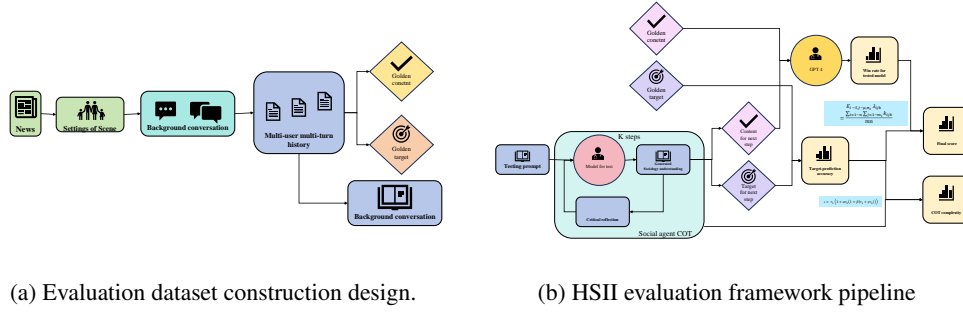 News
Settings of Scene
Background conversation
Multi-user multi-turn
history
Golden
conetnt
Golden
target
Background conversation
(a) Evaluation dataset construction design.
Golden
conetnt
Golden
target
GPT 4
Win rate for
tested model
Final score
K steps
Testing prompt
Model for test
Generated
Sociology understanding
Critical reflection
Social agent COT
Content
for next
step
Target
for next
step
Target prediction
accuracy
COT complexity
(b) HSII evaluation framework pipeline